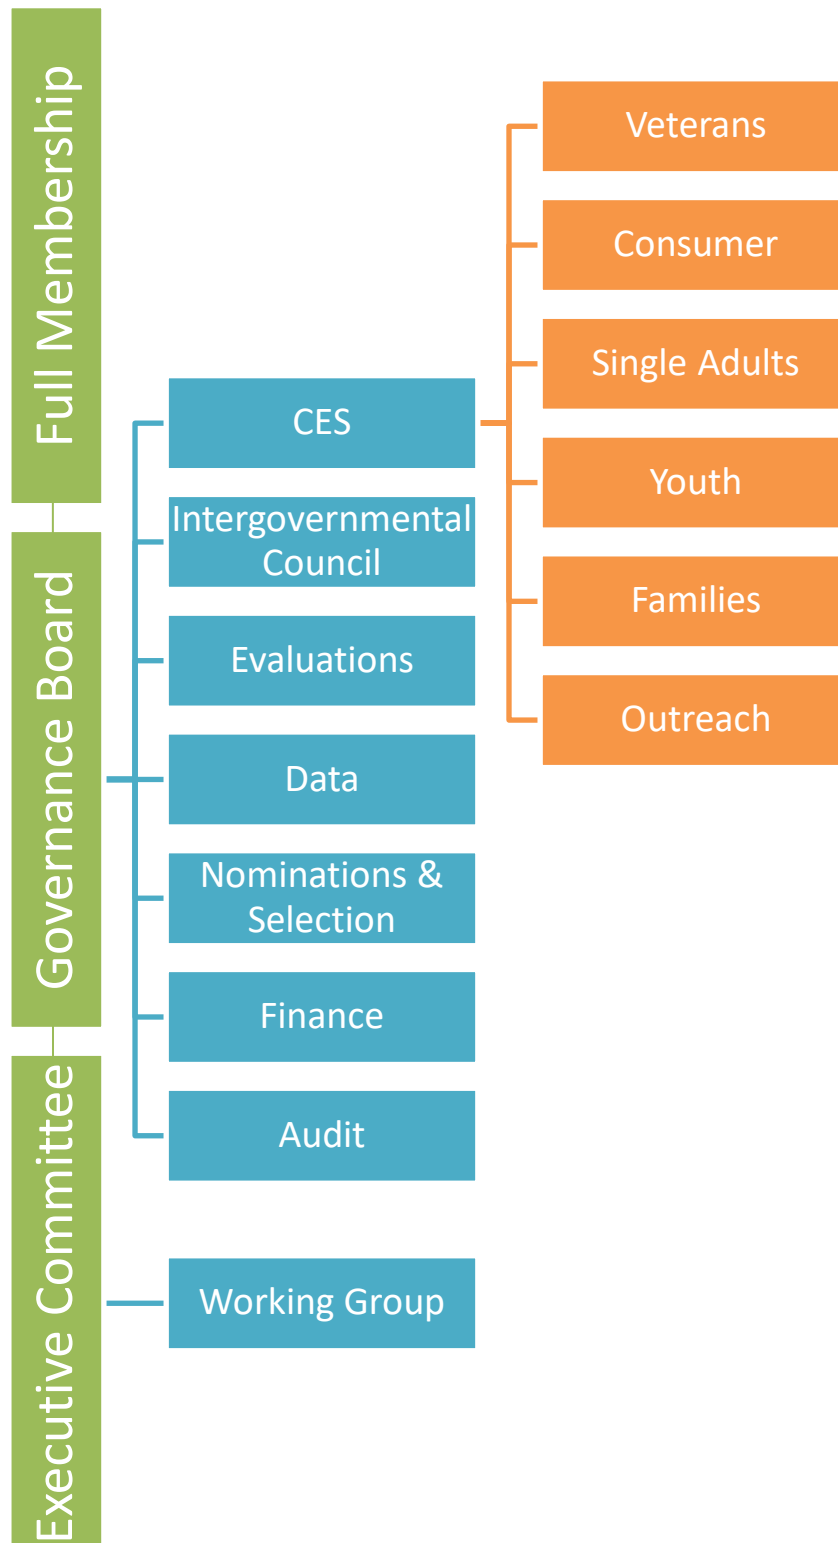 Full Membership
Governance Board
Executive Committee
CES
Intergovernmental
Council
Evaluations
Data
Nominations &
Selection
Finance
Audit
Working Group
Veterans
Consumer
Single Adults
Youth
Families
Outreach